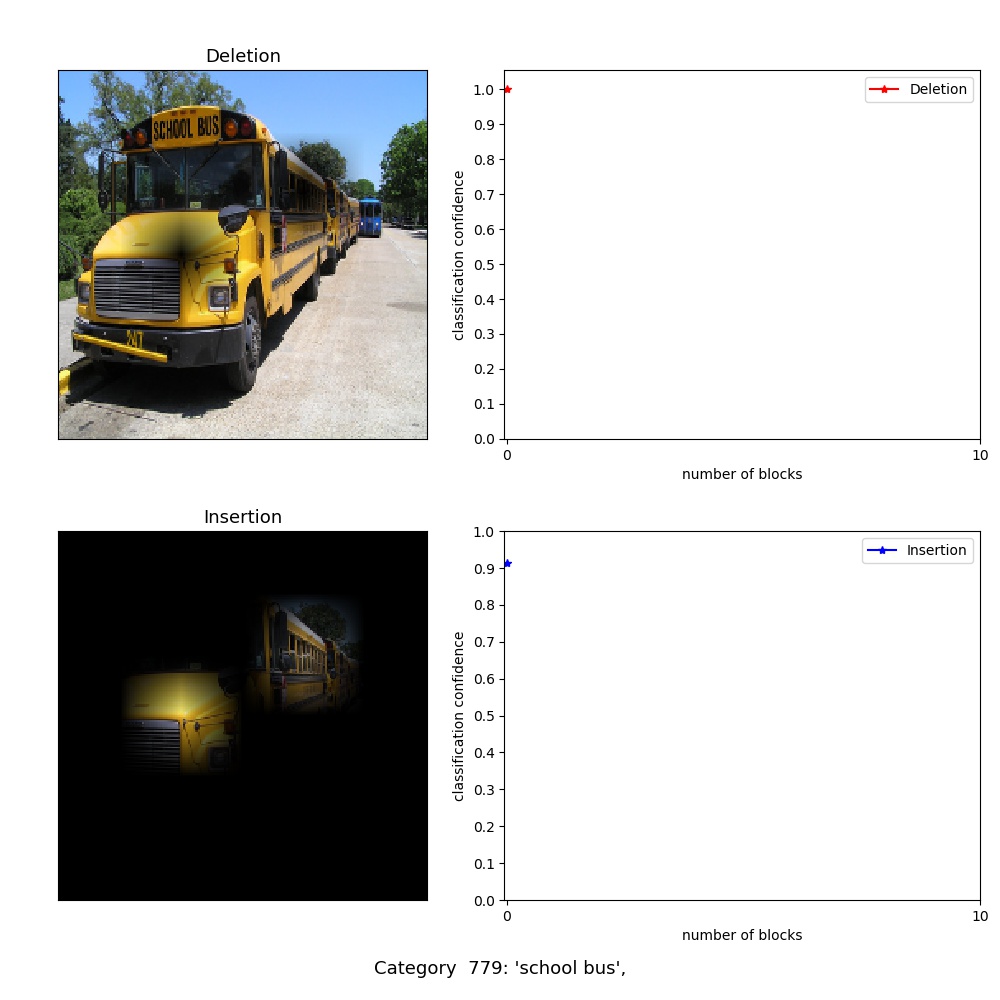 Deletion
SCHOOL BUS
1.0
0.9
0.8
0.7
0.6
0.5
0.4
0.3
0.2
0.1
0.0
classification confidence
Deletion
0
10
number of blocks
Insertion
1.0
0.9
0.8
0.7
0.6
0.5
0.4
0.3
0.2
0.1
0.0
classification confidence
Insertion
0
10
number of blocks
Category  779: 'school bus',